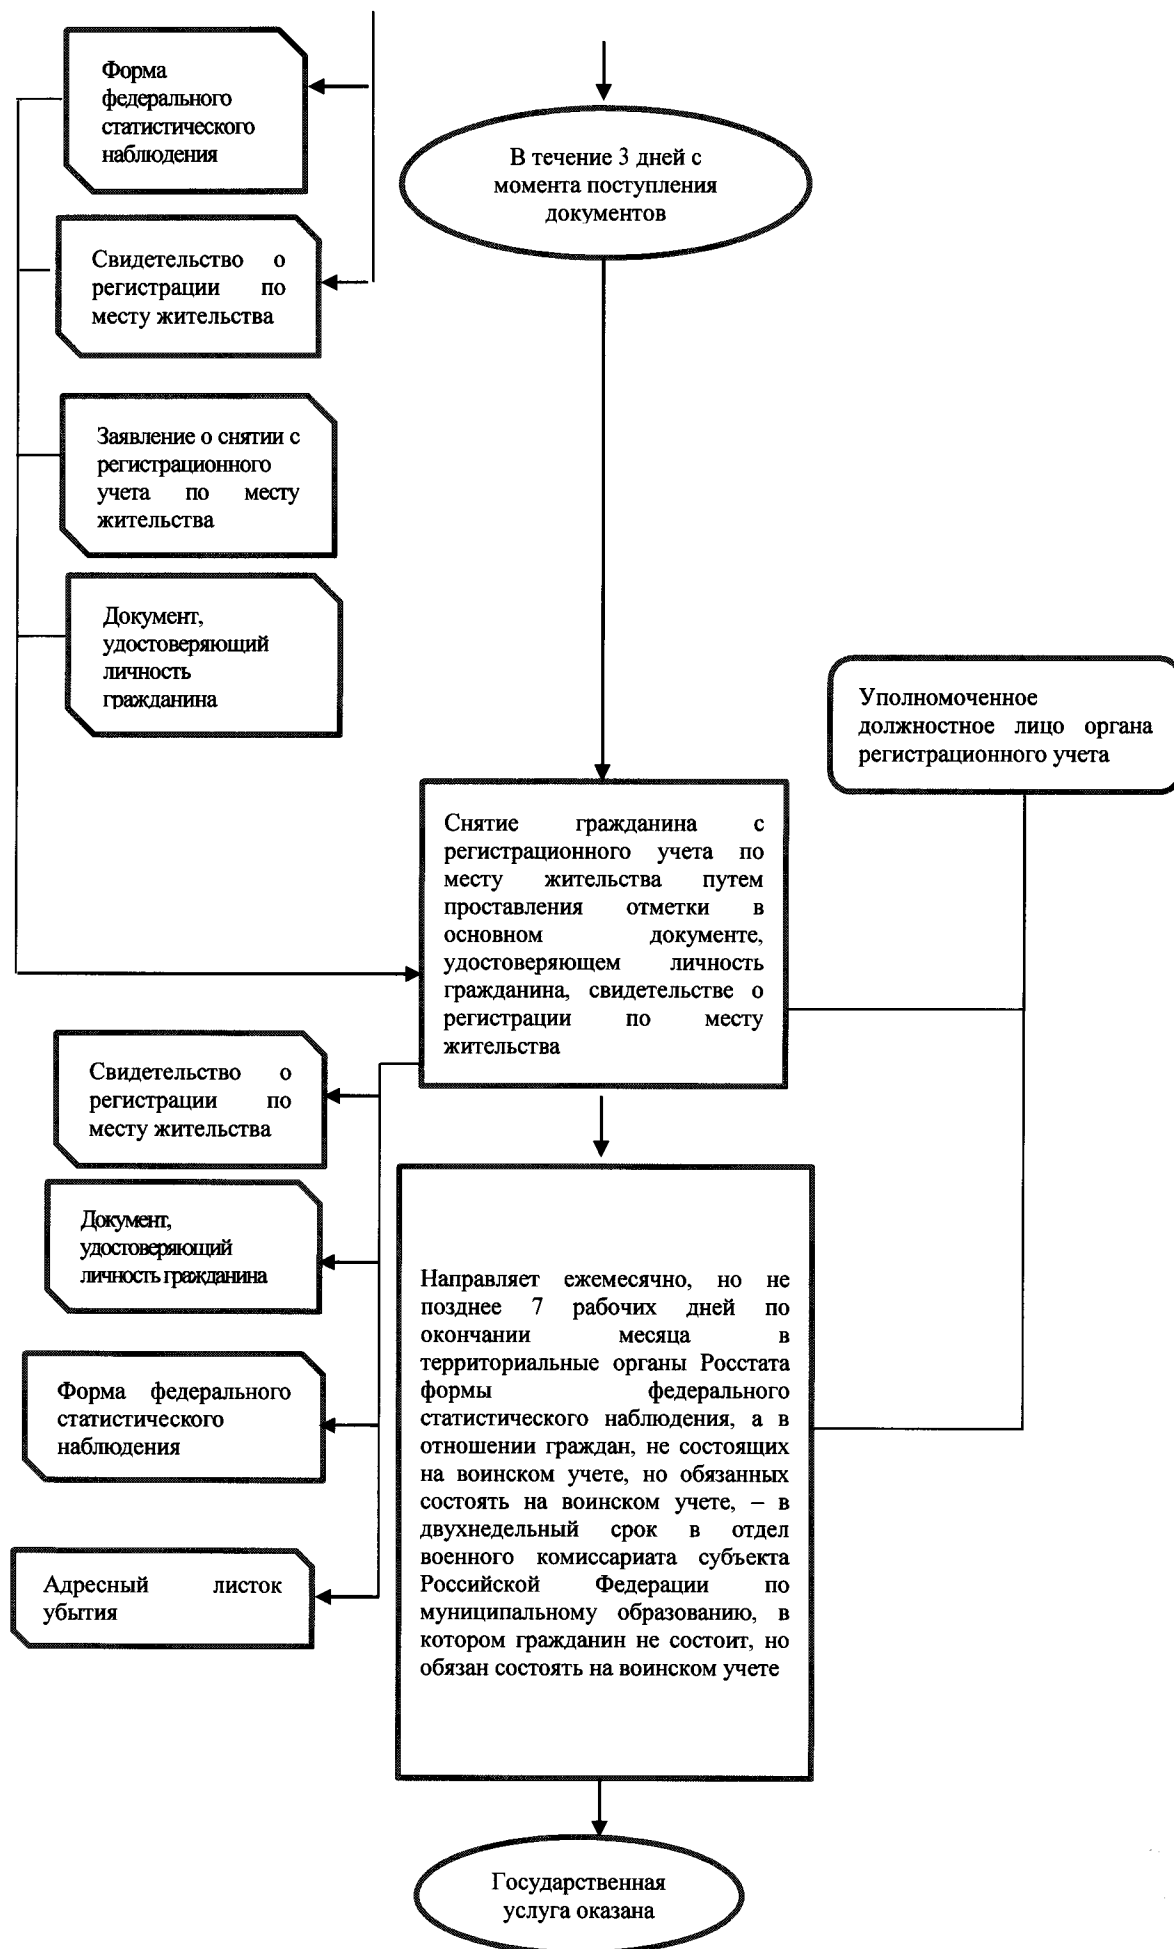 Форма
федерального
статистического
наблюдения
В течение 3 дней с
момента поступления
документов
Свидетельство о
регистрации по
месту жительства
Заявление о снятии с
регистрационного
учета по месту
жительства
Документ,
удостоверяющий
личность
гражданина
Уполномоченное
должностное лицо органа
регистрационного учета
Снятие гражданина с
регистрационного учета по
месту жительства путем
проставления отметки в
основном документе,
удостоверяющем личность
гражданина, свидетельстве о
регистрации по месту
жительства
Свидетельство о
регистрации по
месту жительства
Документ,
удостоверяющий
личность гражданина
Форма федерального
статистического
наблюдения
Адресный листок
убытия
Направляет ежемесячно, но не
позднее 7 рабочих дней по
окончании месяца в
территориальные органы Росстата
формы федерального
статистического наблюдения, а в
отношении граждан, не состоящих
на воинском учете, но обязанных
состоять на воинском учете, – в
двухнедельный срок в отдел
военного комиссариата субъекта
Российской Федерации по
муниципальному образованию, в
котором гражданин не состоит, но
обязан состоять на воинском учете
Государственная
услуга оказана